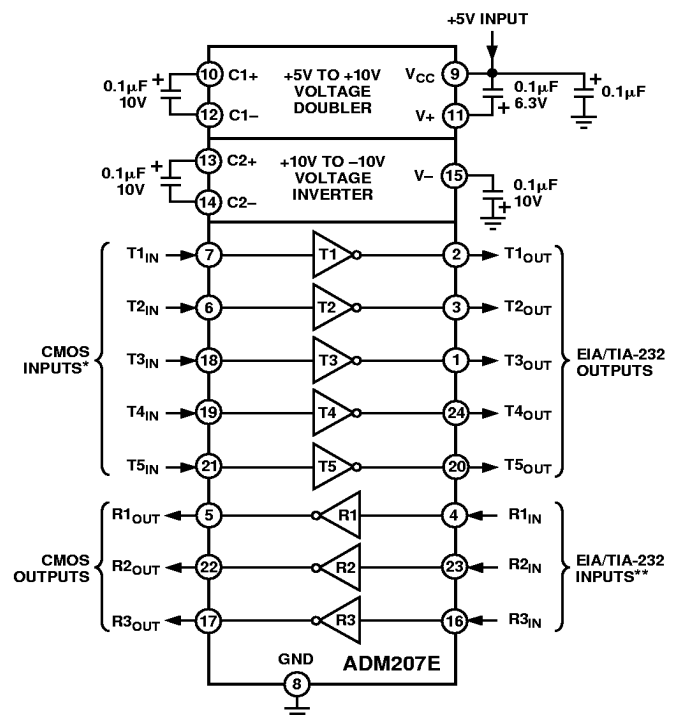 +5V INPUT
10 C1+ +5V TO +10V VCC 9
0.1µF + 0.1µF + 0.1µF
10V VOLTAGE 6.3V
12 C1– DOUBLER V+ 11 +
13 C2+ +10V TO –10V
0.1µF + VOLTAGE V– 15
10V INVERTER 0.1µF
14 C2– + 10V
T1IN 7 T1 2 T1OUT
T2IN 6 T2 3 T2OUT
CMOS INPUTS* T3IN 18 T3 1 T3OUT EIA/TIA-232 OUTPUTS
T4IN 19 T4 24 T4OUT
T5IN 21 T5 20 T5OUT
R1OUT 5 R1 4 R1IN
CMOS OUTPUTS R2OUT 22 R2 23 R2IN EIA/TIA-232 INPUTS**
R3OUT 17 R3 16 R3IN
GND ADM207E
8